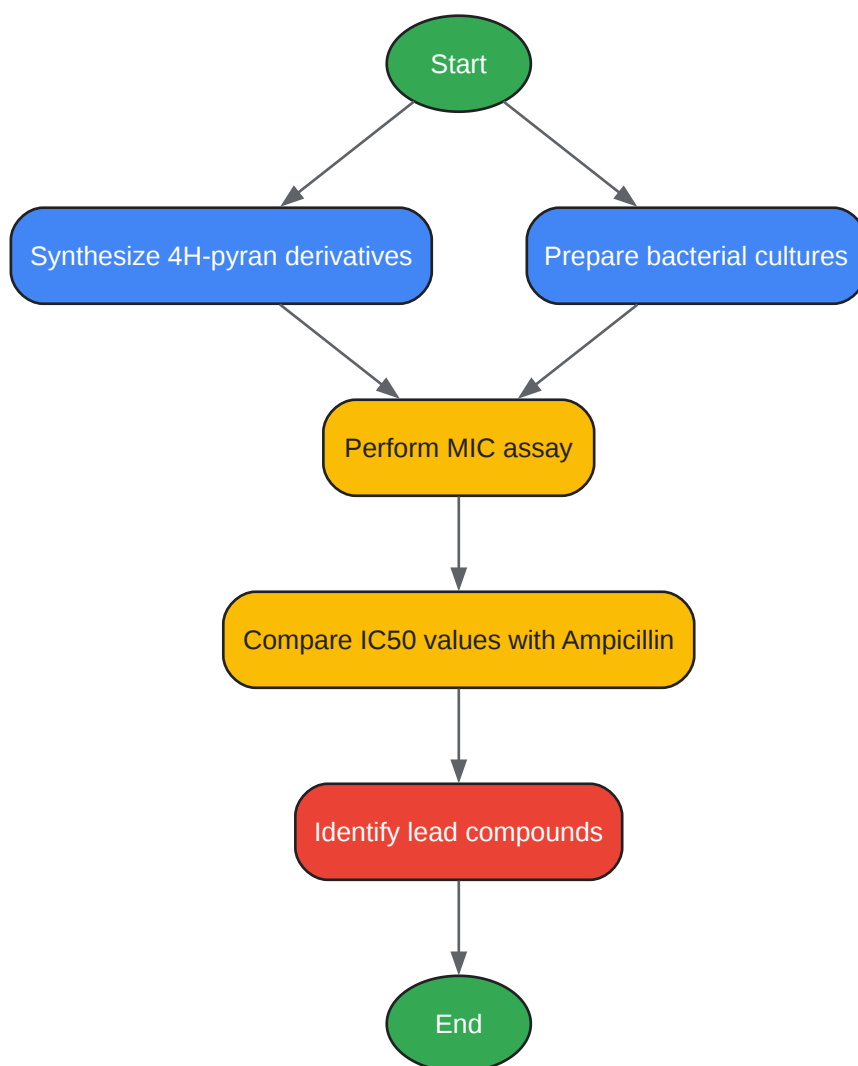 Start
Synthesize 4H-pyran derivatives
Prepare bacterial cultures
Perform MIC assay
Compare IC50 values with Ampicillin
Identify lead compounds
End